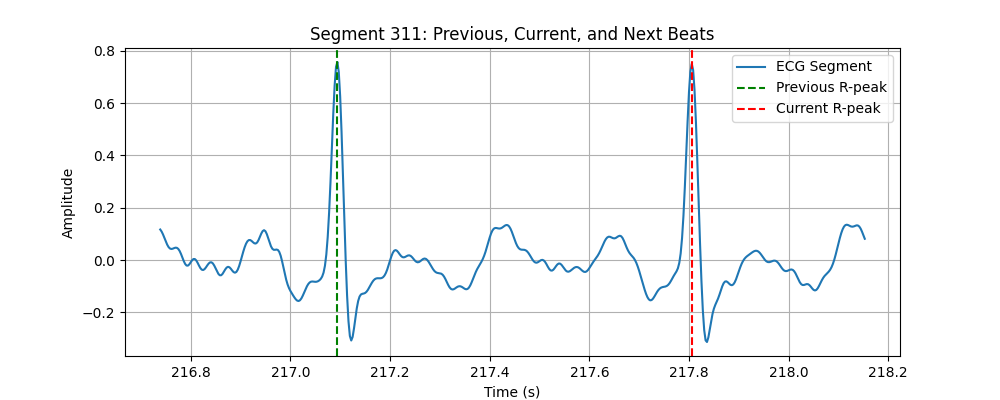 Segment 311: Previous, Current, and Next Beats
ECG Segment
Previous R-peak
Current R-peak
Amplitude
0.8
0.6
0.4
0.2
0.0
−0.2
216.8 217.0 217.2 217.4 217.6 217.8 218.0 218.2
Time (s)